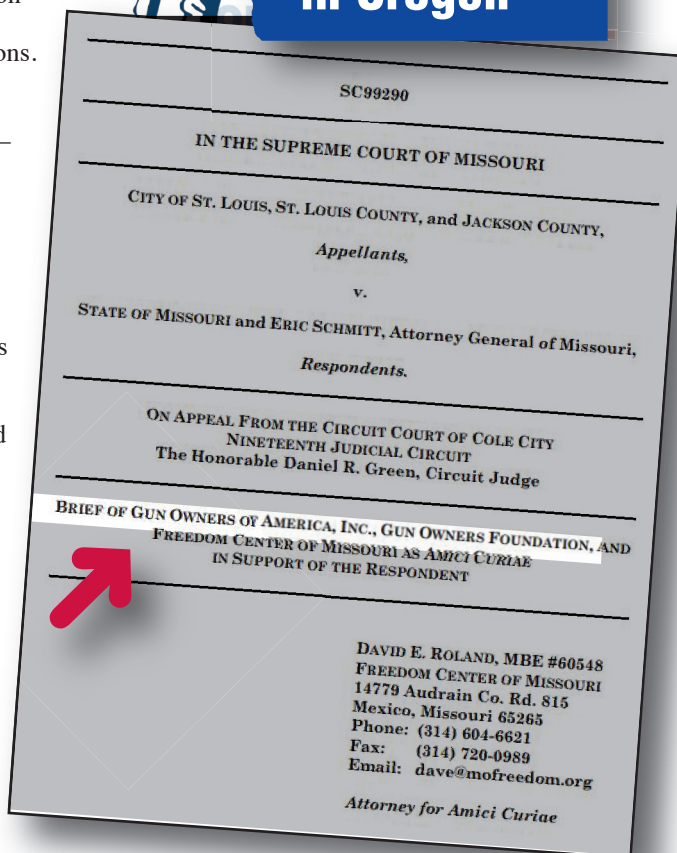 in Oregon
ons.
SC99290
IN THE SUPREME COURT OF MISSOURI
CITY OF ST. LOUIS, ST. LOUIS COUNTY, and JACKSON COUNTY,
Appellants,
v.
STATE OF MISSOURI and ERIC SCHMITT, Attorney General of Missouri,
Respondents.
ON APPEAL FROM THE CIRCUIT COURT OF COLE CITY
NINETEENTH JUDICIAL CIRCUIT
The Honorable Daniel R. Green, Circuit Judge
BRIEF OF GUN OWNERS OF AMERICA, INC., GUN OWNERS FOUNDATION, AND
FREEDOM CENTER OF MISSOURI AS AMICI CURIAE
IN SUPPORT OF THE RESPONDENT
DAVID E. ROLAND, MBE #60548
FREEDOM CENTER OF MISSOURI
14779 Audrain Co. Rd. 815
Mexico, Missouri 65265
Phone: (314) 604-6621
Fax: (314) 720-0989
Email: dave@mofreedom.org
Attorney for Amici Curiae